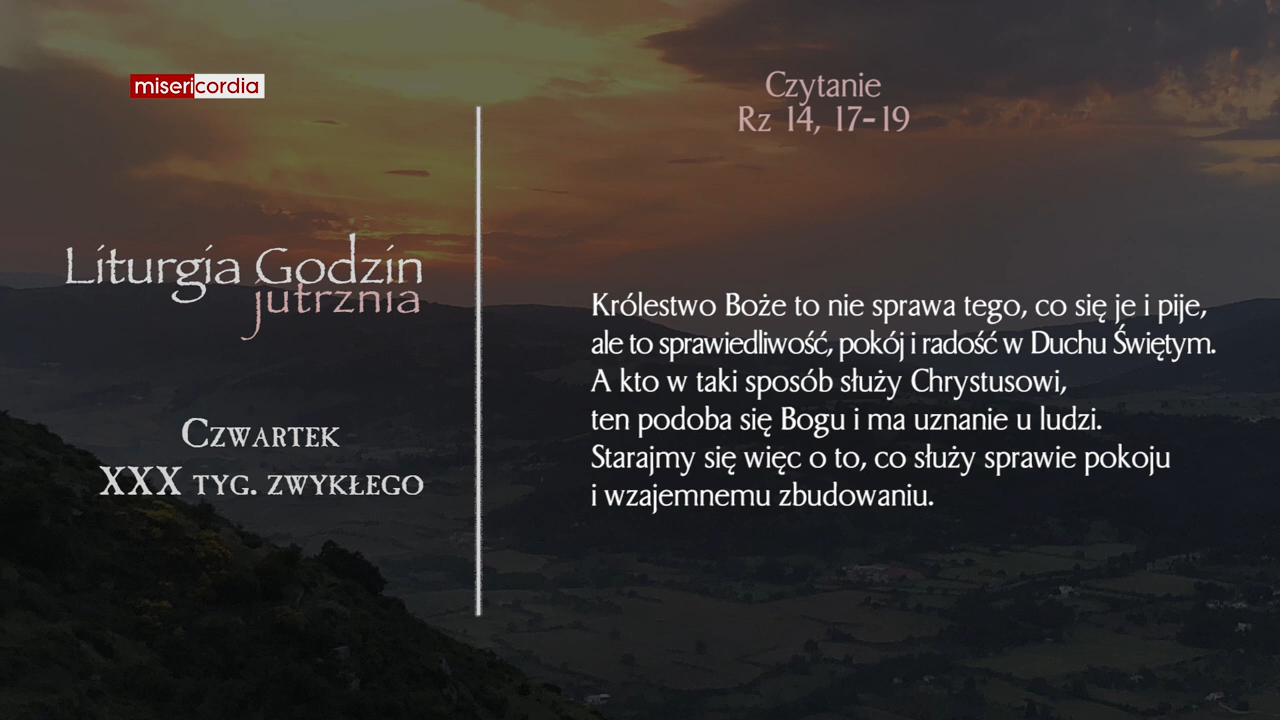 misericordia
Liturgia Godzin
jutrznia
Czwartek
XXX tyg. zwykłego
Czytanie
Rz 14, 17-19
Królestwo Boże to nie sprawa tego, co się je i pije,
ale to sprawiedliwość, pokój i radość w Duchu Świętym.
A kto w taki sposób służy Chrystusowi,
ten podoba się Bogu i ma uznanie u ludzi.
Starajmy się więc o to, co służy sprawie pokoju
i wzajemnemu zbudowaniu.